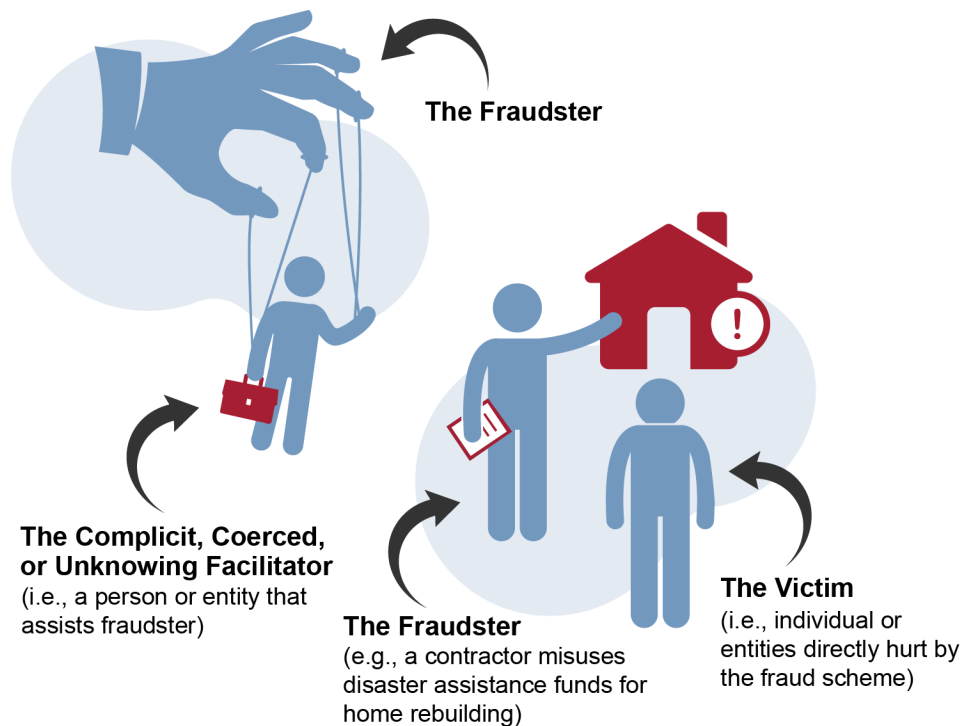 The Fraudster
The Complicit, Coerced,
or Unknowing Facilitator
(i.e., a person or entity that
assists fraudster)
The Fraudster
(e.g., a contractor misuses
disaster assistance funds for
home rebuilding)
The Victim
(i.e., individual or
entities directly hurt by
the fraud scheme)
!